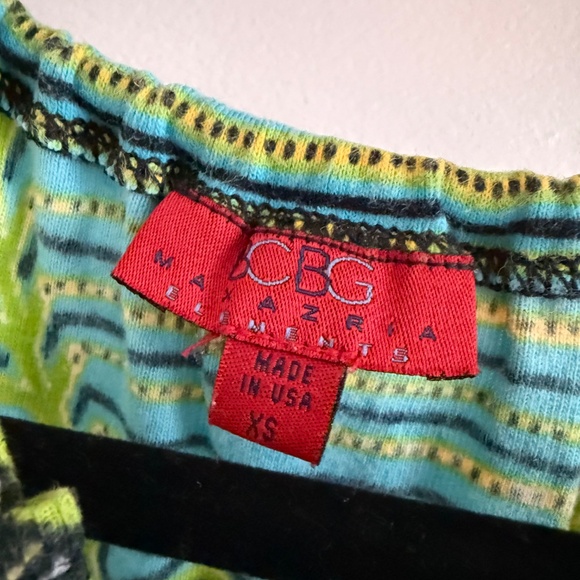 BCBG
MAXAZRIA
ELEMENTS
MADE
IN USA
XS